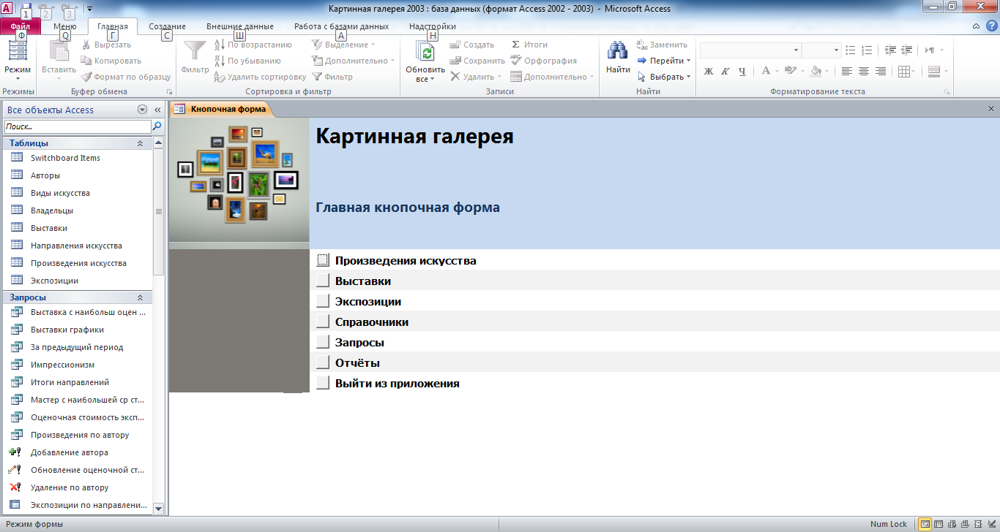 Картинная галерея 2003 : база данных (формат Access 2002 - 2003) - Microsoft Access
1 2 3
Файл Меню Главная Создание Внешние данные Работа с базами данных Надстройки
Ф Q Г С Ш А Н
Режим
Режимы
Вставить
Вырезать
Копировать
Формат по образцу
Буфер обмена
Фильтр
По возрастанию
По убыванию
Удалить сортировку
Выделение
Дополнительно
Фильтр
Сортировка и фильтр
Обновить
все
Создать
Сохранить
Удалить
Итоги
Орфография
Дополнительно
Записи
Найти
Заменить
Перейти
Выбрать
Найти
Ж К Ч А
Форматирование текста
Все объекты Access
Поиск...
Таблицы
Switchboard Items
Авторы
Виды искусства
Владельцы
Выставки
Направления искусства
Произведения искусства
Экспозиции
Запросы
Выставка с наибольш оцен ...
Выставки графики
За предыдущий период
Импрессионизм
Итоги направлений
Мастер с наибольшей ср ст...
Оценочная стоимость эксп...
Произведения по автору
Добавление автора
Обновление оценочной ст...
Удаление по автору
Экспозиции по направлени...
Кнопочная форма
Картинная галерея
Главная кнопочная форма
Произведения искусства
Выставки
Экспозиции
Справочники
Запросы
Отчёты
Выйти из приложения
Режим формы
Num Lock